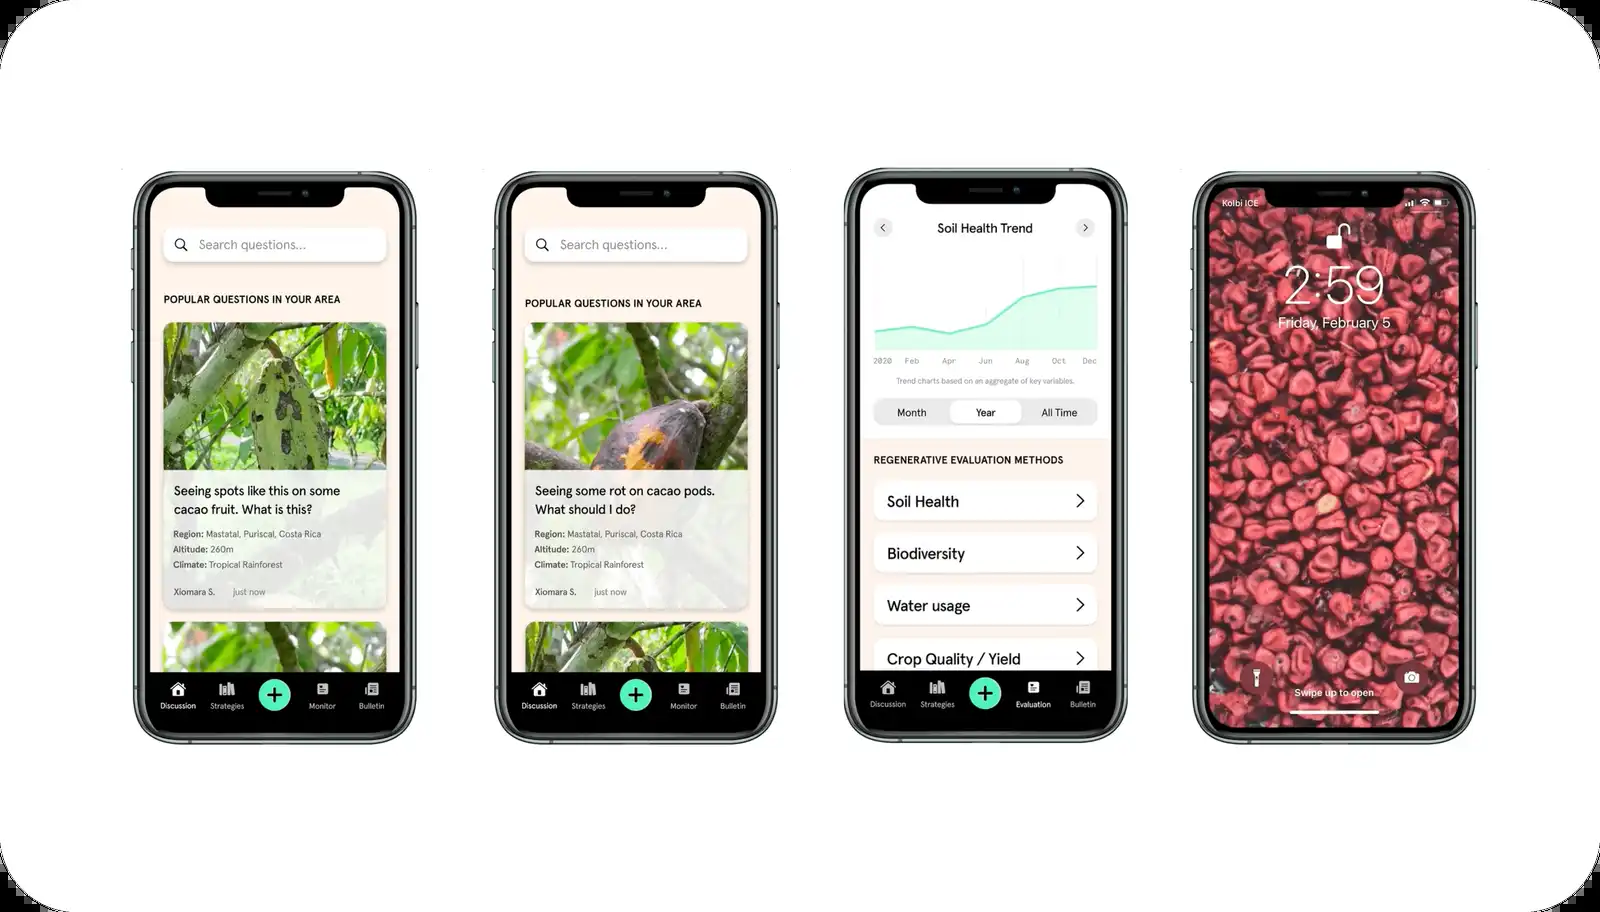 Search questions...
POPULAR QUESTIONS IN YOUR AREA
Seeing spots like this on some
cacao fruit. What is this?
Region: Mastatal, Puriscal, Costa Rica
Altitude: 260m
Climate: Tropical Rainforest
Xiomara S. just now
Discussion Strategies Monitor Bulletin
Search questions...
POPULAR QUESTIONS IN YOUR AREA
Seeing some rot on cacao pods.
What should I do?
Region: Mastatal, Puriscal, Costa Rica
Altitude: 260m
Climate: Tropical Rainforest
Xiomara S. just now
Discussion Strategies Monitor Bulletin
Soil Health Trend
2020 Feb Apr Jun Aug Oct Dec
Trend charts based on an aggregate of key variables.
Month Year All Time
REGENERATIVE EVALUATION METHODS
Soil Health
Biodiversity
Water usage
Crop Quality / Yield
Discussion Strategies Evaluation Bulletin
Kolbi ICE
2:59
Friday, February 5
Swipe up to open